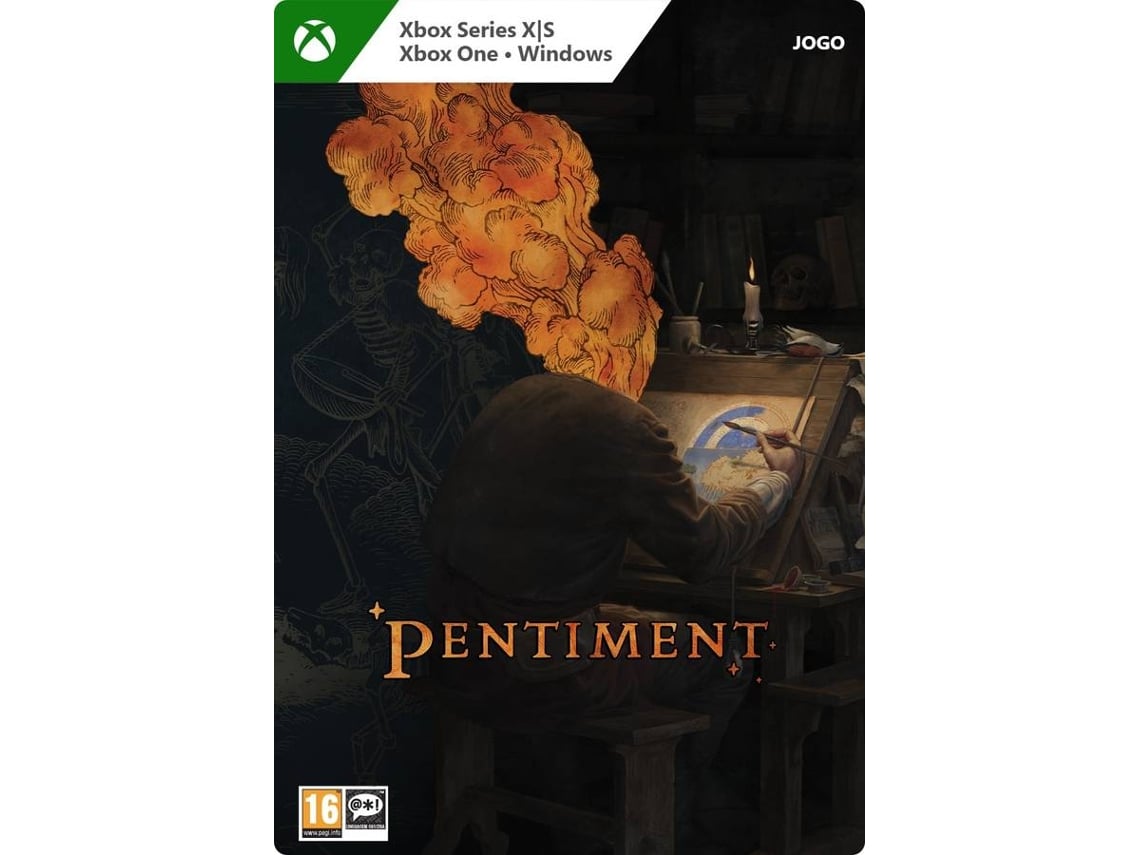 Xbox Series X|S
Xbox One • Windows
JOGO
PENTIMENT
16
www.pegi.info
@*!